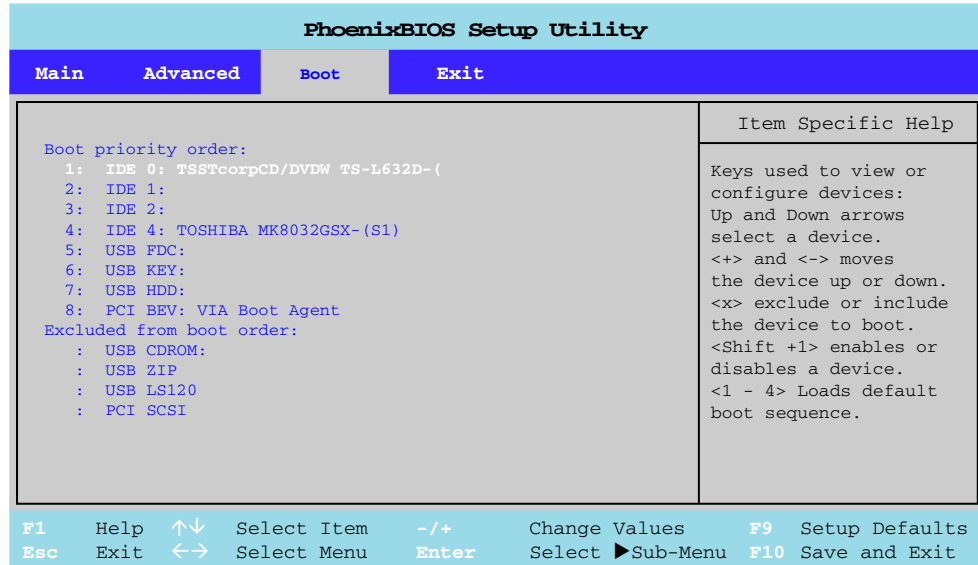 PhoenixBIOS Setup Utility
Main Advanced Boot Exit
Boot priority order:
1: IDE 0: TSSTcorpCD/DVDW TS-L632D-(
2: IDE 1:
3: IDE 2:
4: IDE 4: TOSHIBA MK8032GSX-(S1)
5: USB FDC:
6: USB KEY:
7: USB HDD:
8: PCI BEV: VIA Boot Agent
Excluded from boot order:
: USB CDROM:
: USB ZIP
: USB LS120
: PCI SCSI
Item Specific Help
Keys used to view or
configure devices:
Up and Down arrows
select a device.
<+> and <-> moves
the device up or down.
<x> exclude or include
the device to boot.
<Shift +1> enables or
disables a device.
<1 - 4> Loads default
boot sequence.
F1 Help ↑↓ Select Item -/+ Change Values F9 Setup Defaults
Esc Exit ←→ Select Menu Enter Select ▶Sub-Menu F10 Save and Exit